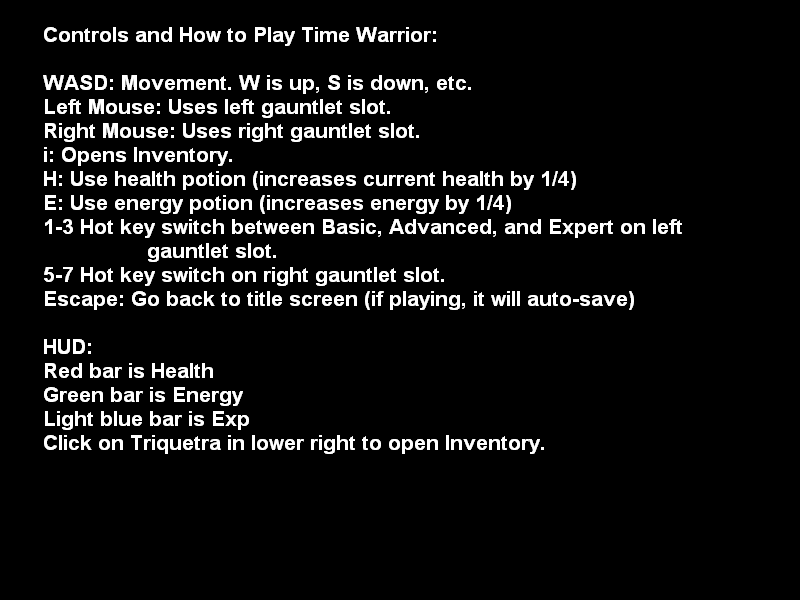 Controls and How to Play Time Warrior:
WASD: Movement. W is up, S is down, etc.
Left Mouse: Uses left gauntlet slot.
Right Mouse: Uses right gauntlet slot.
i: Opens Inventory.
H: Use health potion (increases current health by 1/4)
E: Use energy potion (increases energy by 1/4)
1-3 Hot key switch between Basic, Advanced, and Expert on left
gauntlet slot.
5-7 Hot key switch on right gauntlet slot.
Escape: Go back to title screen (if playing, it will auto-save)
HUD:
Red bar is Health
Green bar is Energy
Light blue bar is Exp
Click on Triquetra in lower right to open Inventory.